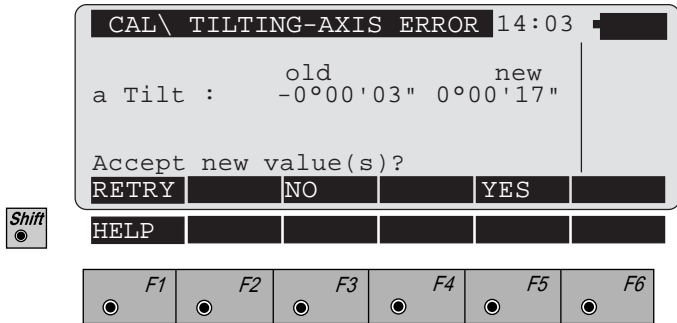 CAL\ TILTING-AXIS ERROR 14:03
old new
a Tilt : -0°00'03" 0°00'17"
Accept new value(s)?
RETRY NO YES
Shift
HELP
F1 F2 F3 F4 F5 F6